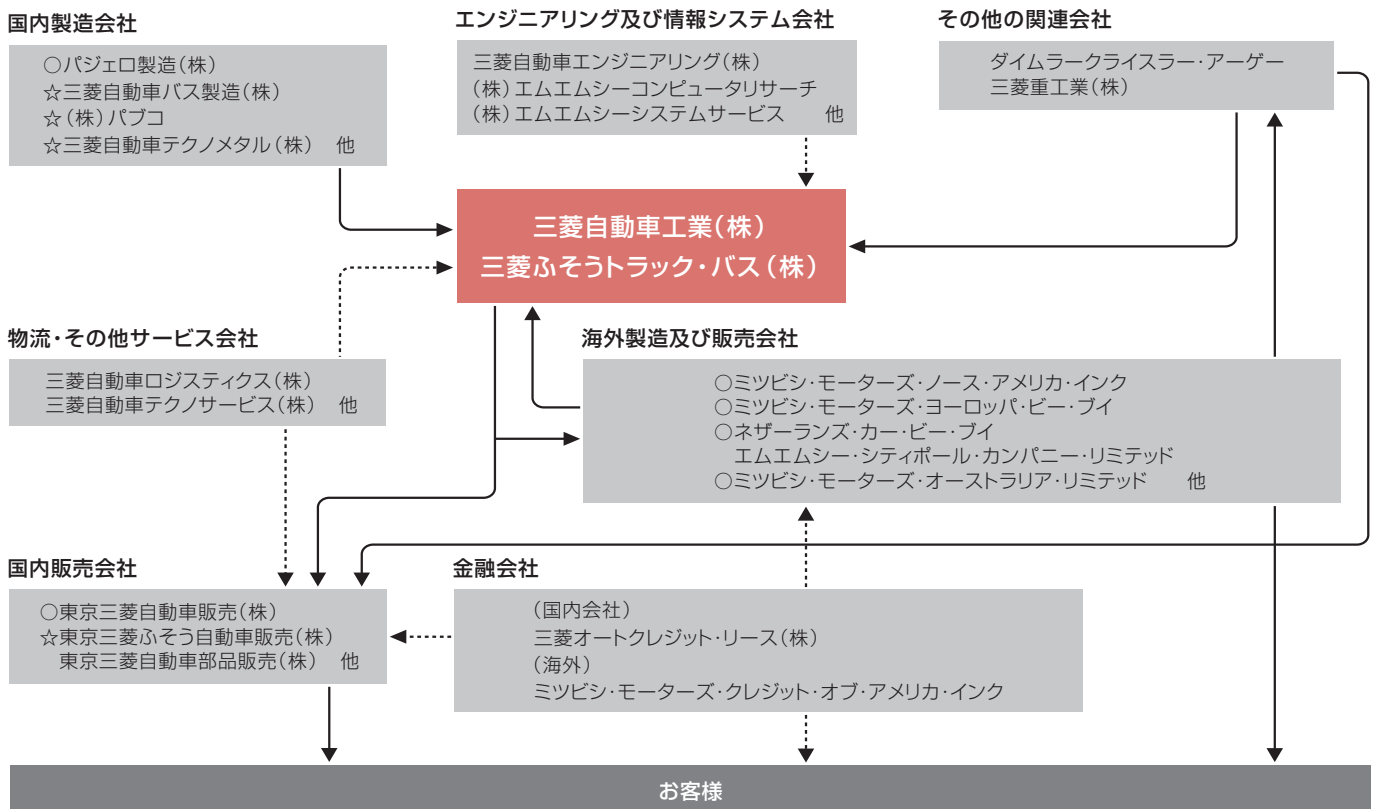 国内製造会社
○パジェロ製造(株)
☆三菱自動車バス製造(株)
☆(株)パブコ
☆三菱自動車テクノメタル(株) 他
エンジニアリング及び情報システム会社
三菱自動車エンジニアリング(株)
(株)エムエムシーコンピュータリサーチ
(株)エムエムシーシステムサービス 他
その他の関連会社
ダイムラークライスラー・アーゲー
三菱重工業(株)
三菱自動車工業(株)
三菱ふそうトラック・バス(株)
物流・その他サービス会社
三菱自動車ロジスティクス(株)
三菱自動車テクノサービス(株) 他
海外製造及び販売会社
○ミツビシ・モーターズ・ノース・アメリカ・インク
○ミツビシ・モーターズ・ヨーロッパ・ビー・ブイ
○ネザーランズ・カー・ビー・ブイ
エムエムシー・シティポール・カンパニー・リミテッド
○ミツビシ・モーターズ・オーストラリア・リミテッド 他
国内販売会社
○東京三菱自動車販売(株)
☆東京三菱ふそう自動車販売(株)
東京三菱自動車部品販売(株) 他
金融会社
(国内会社)
三菱オートクレジット・リース(株)
(海外)
ミツビシ・モーターズ・クレジット・オブ・アメリカ・インク
お客様